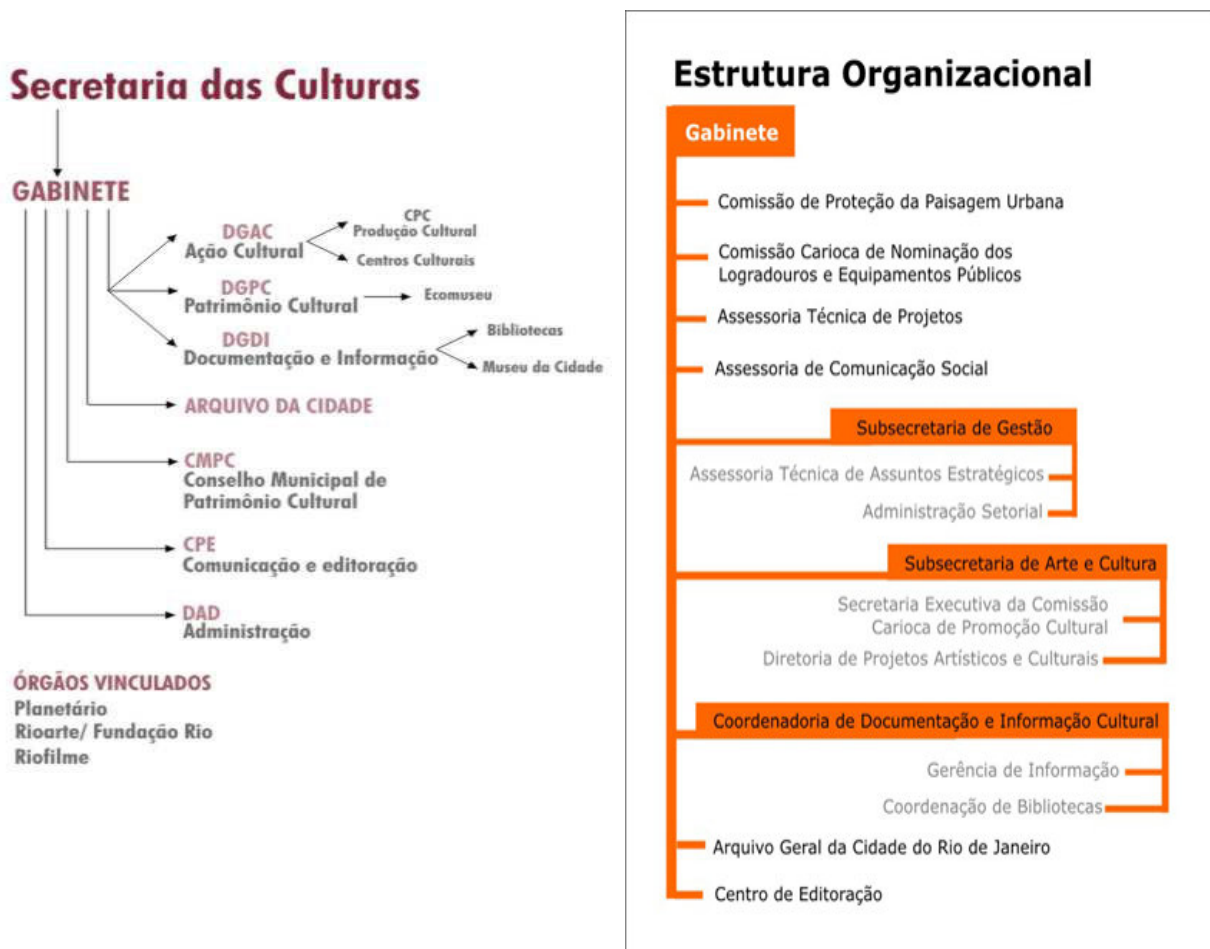 Secretaria das Culturas
GABINETE
DGAC
Ação Cultural
CPC
Produção Cultural
Centros Culturais
DGPC
Patrimônio Cultural
Ecomuseu
DGDI
Documentação e Informação
Bibliotecas
Museu da Cidade
ARQUIVO DA CIDADE
CMPC
Conselho Municipal de
Patrimônio Cultural
CPE
Comunicação e editoração
DAD
Administração
ÓRGÃOS VINCULADOS
Planetário
Rioarte/ Fundação Rio
Riofilme
Estrutura Organizacional
Gabinete
Comissão de Proteção da Paisagem Urbana
Comissão Carioca de Nominação dos
Logradouros e Equipamentos Públicos
Assessoria Técnica de Projetos
Assessoria de Comunicação Social
Subsecretaria de Gestão
Assessoria Técnica de Assuntos Estratégicos
Administração Setorial
Subsecretaria de Arte e Cultura
Secretaria Executiva da Comissão
Carioca de Promoção Cultural
Diretoria de Projetos Artísticos e Culturais
Coordenadoria de Documentação e Informação Cultural
Gerência de Informação
Coordenação de Bibliotecas
Arquivo Geral da Cidade do Rio de Janeiro
Centro de Editoração